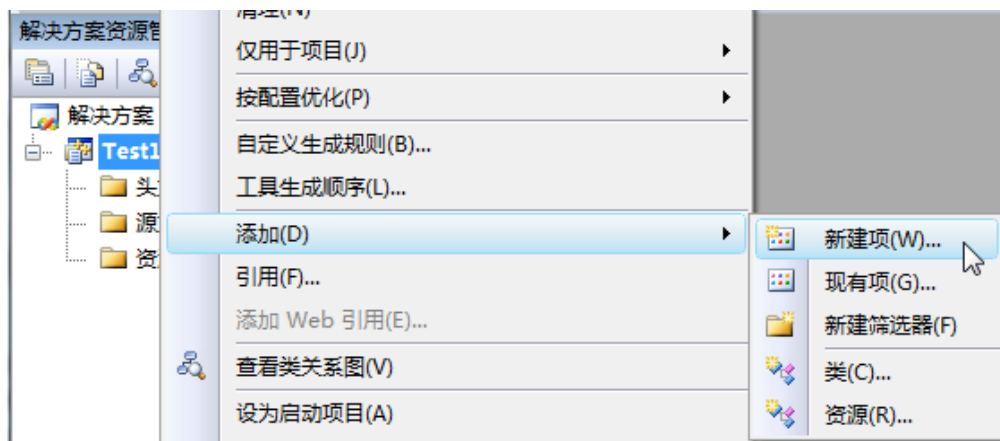 清理(N)
解决方案资源管
仅用于项目(J)
按配置优化(P)
解决方案
自定义生成规则(B)...
Test1
工具生成顺序(L)...
头
源
添加(D)
新建项(W)...
资
引用(F)...
现有项(G)...
添加 Web 引用(E)...
新建筛选器(F)
查看类关系图(V)
类(C)...
设为启动项目(A)
资源(R)...